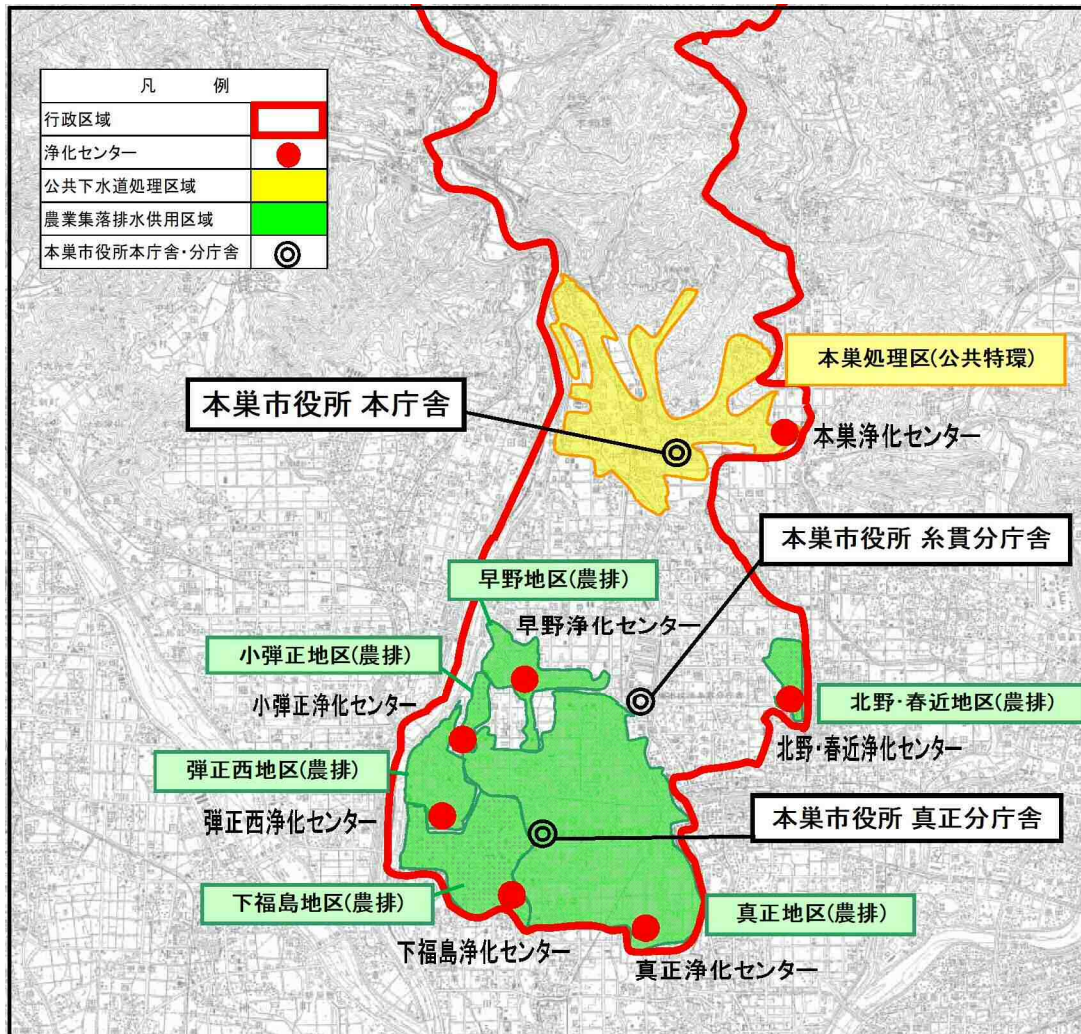 凡 例
行政区域
浄化センター
公共下水道処理区域
農業集落排水供用区域
本巣市役所本庁舎・分庁舎
本巣処理区(公共特環)
本巣市役所 本庁舎
本巣浄化センター
本巣市役所 糸貫分庁舎
早野地区(農排)
早野浄化センター
小弾正地区(農排)
小弾正浄化センター
北野・春近地区(農排)
北野・春近浄化センター
弾正西地区(農排)
弾正西浄化センター
本巣市役所 真正分庁舎
下福島地区(農排)
真正地区(農排)
下福島浄化センター
真正浄化センター